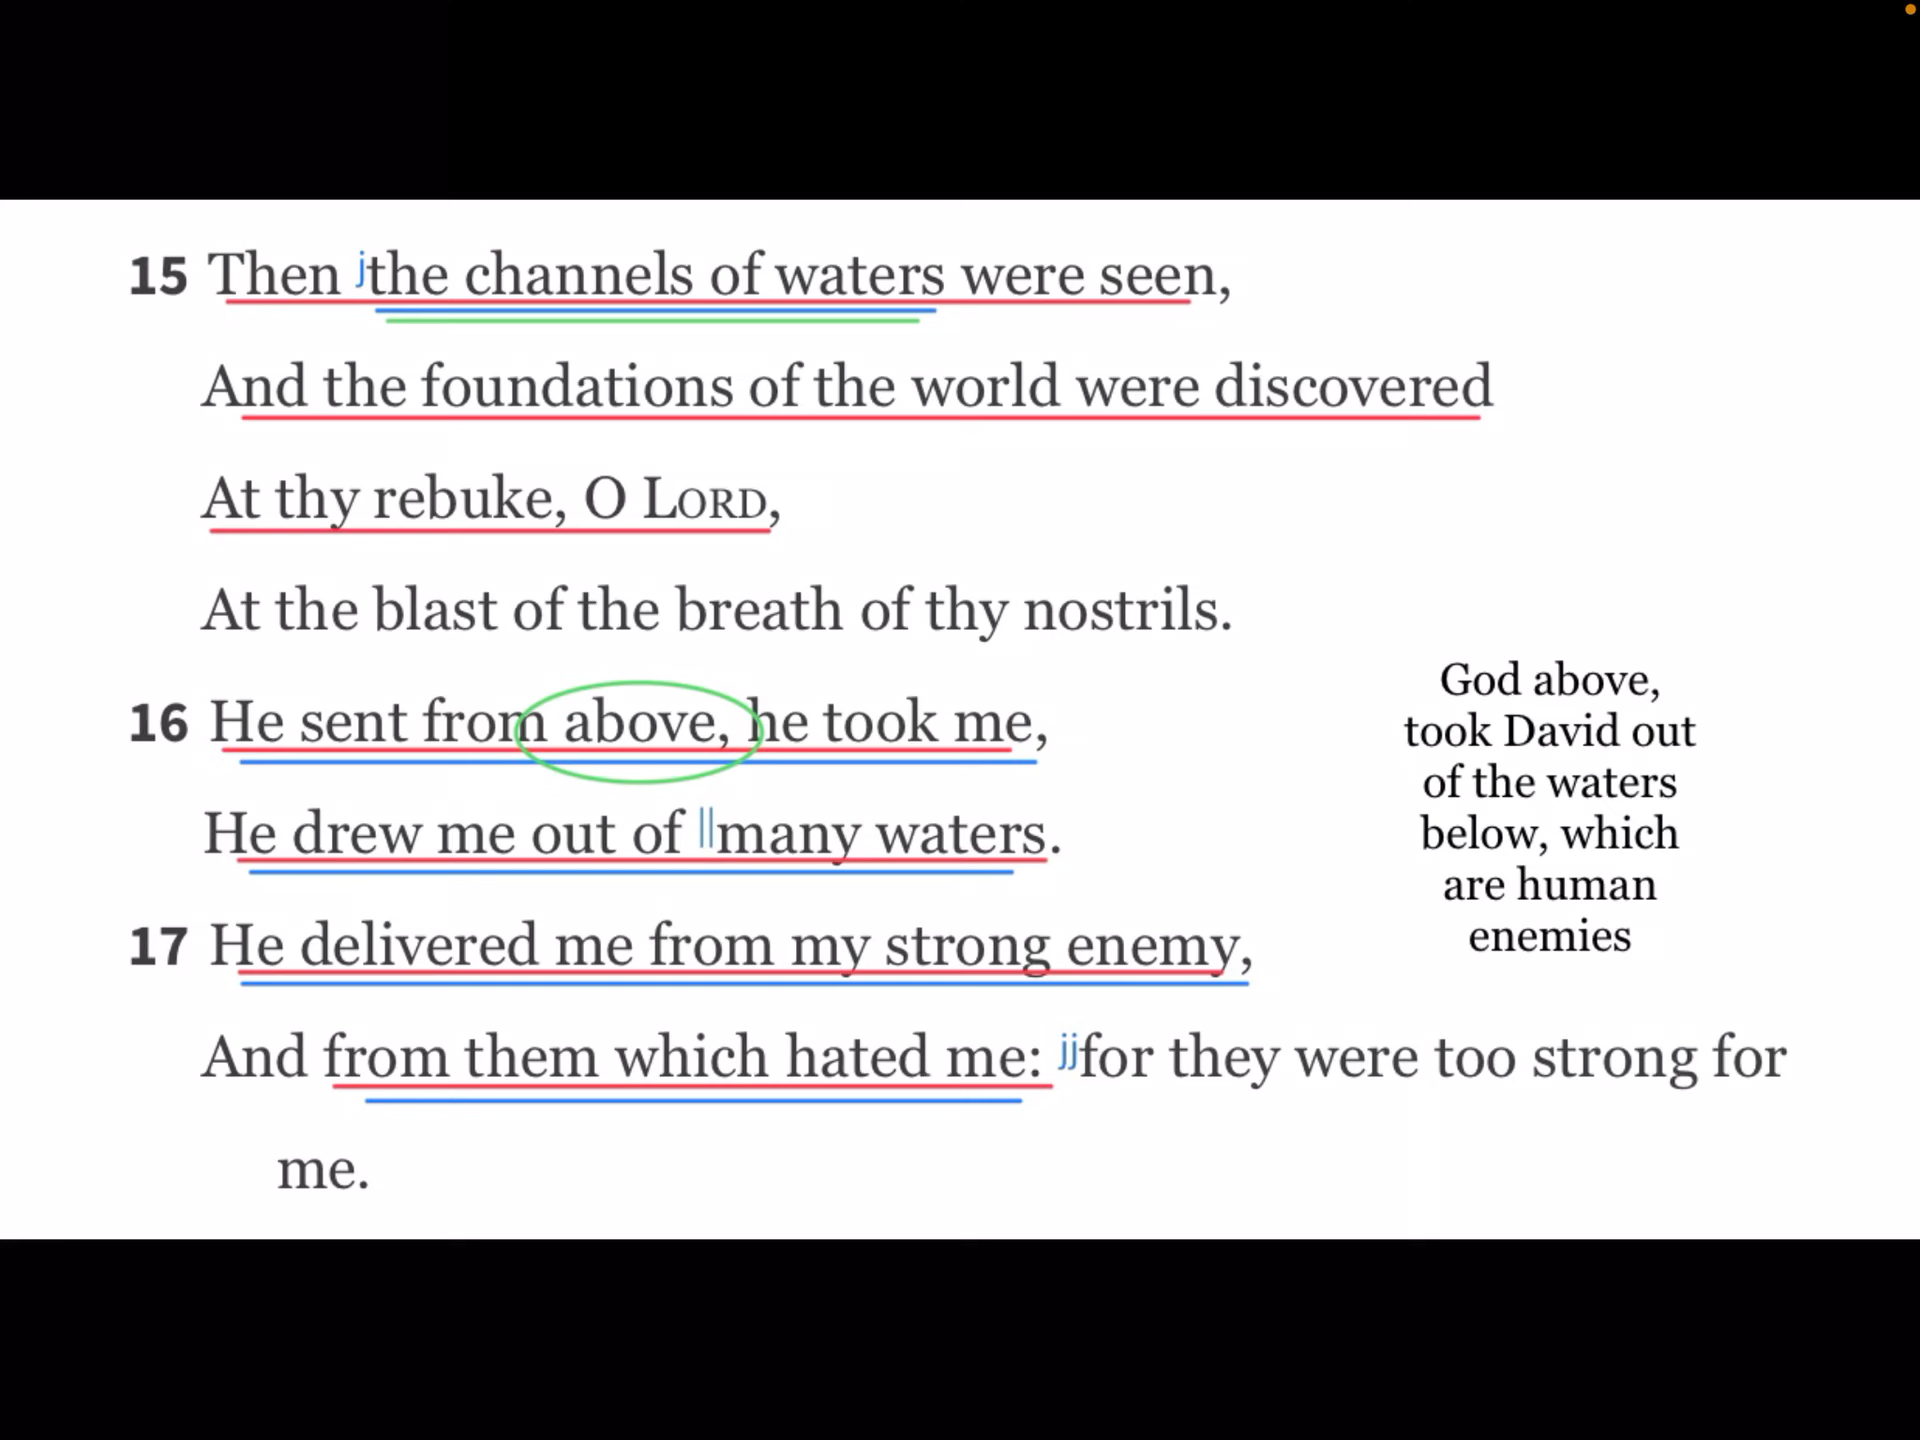 15 Then jthe channels of waters were seen,
And the foundations of the world were discovered
At thy rebuke, O LORD,
At the blast of the breath of thy nostrils.
16 He sent from above, he took me,
He drew me out of ||many waters.
17 He delivered me from my strong enemy,
And from them which hated me: jjfor they were too strong for
me.
God above,
took David out
of the waters
below, which
are human
enemies